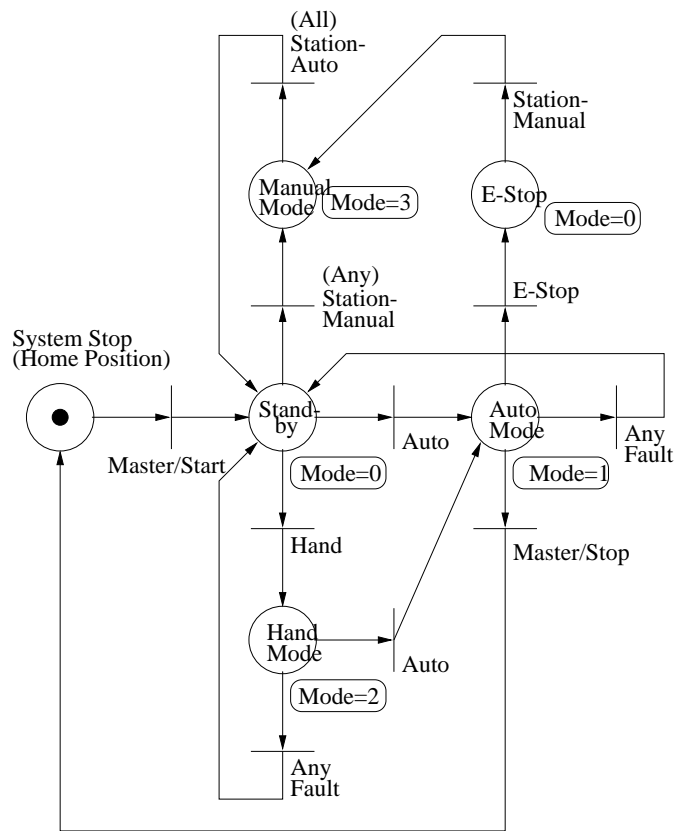 (All)
Station-
Auto
Station-
Manual
Manual
Mode
Mode=3
E-Stop
Mode=0
(Any)
Station-
Manual
E-Stop
System Stop
(Home Position)
Stand-
by
Auto
Mode
Master/Start
Auto
Any
Fault
Mode=0
Mode=1
Hand
Master/Stop
Hand
Mode
Auto
Mode=2
Any
Fault